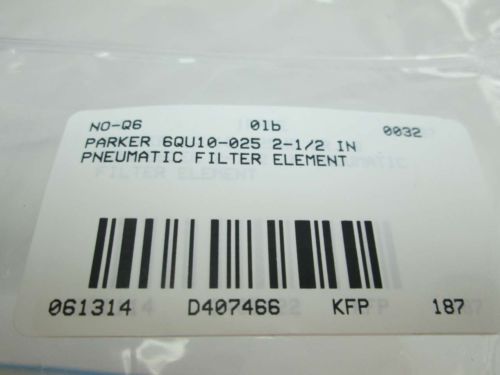 NO-Q6 01b 0032
PARKER 6QU10-025 2-1/2 IN
PNEUMATIC FILTER ELEMENT
061314 D407466 KFP 187